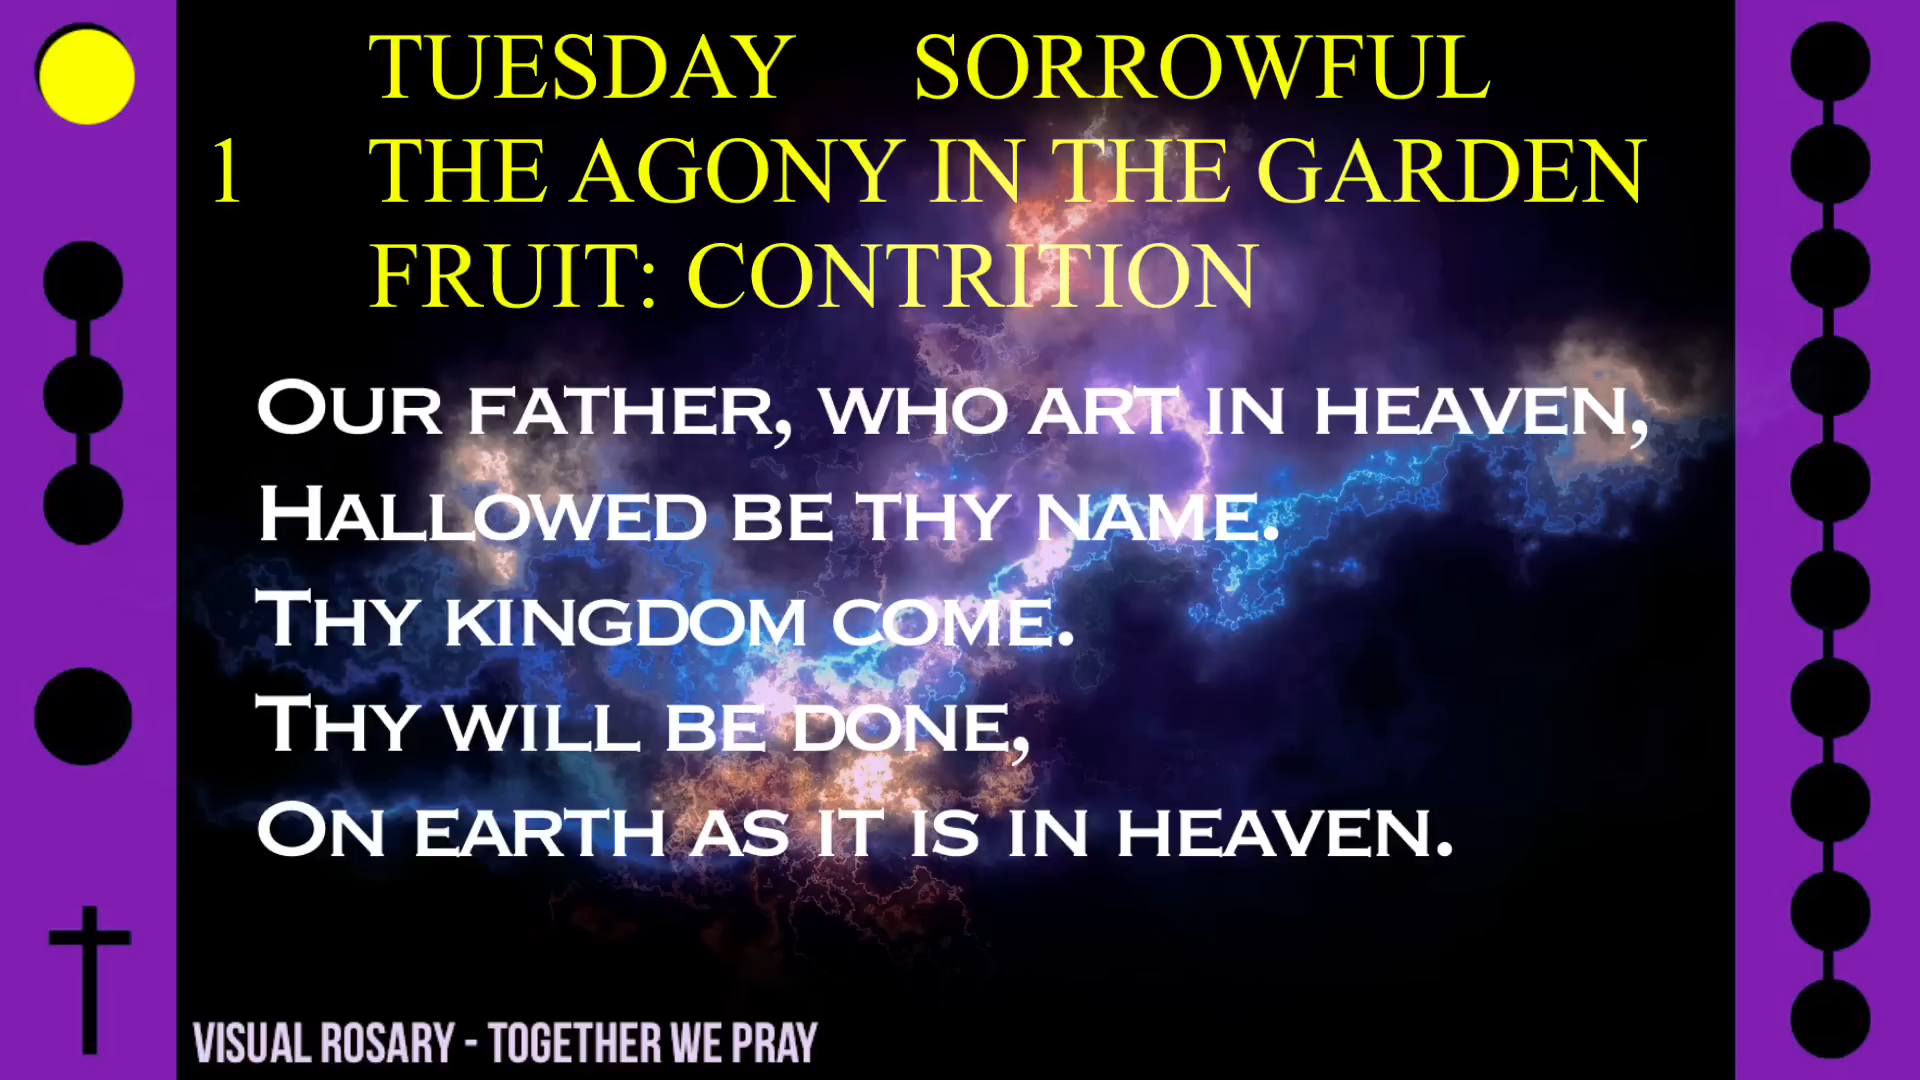 TUESDAY SORROWFUL
1 THE AGONY IN THE GARDEN
FRUIT: CONTRITION
OUR FATHER, WHO ART IN HEAVEN,
HALLOWED BE THY NAME.
THY KINGDOM COME.
THY WILL BE DONE,
ON EARTH AS IT IS IN HEAVEN.
VISUAL ROSARY - TOGETHER WE PRAY